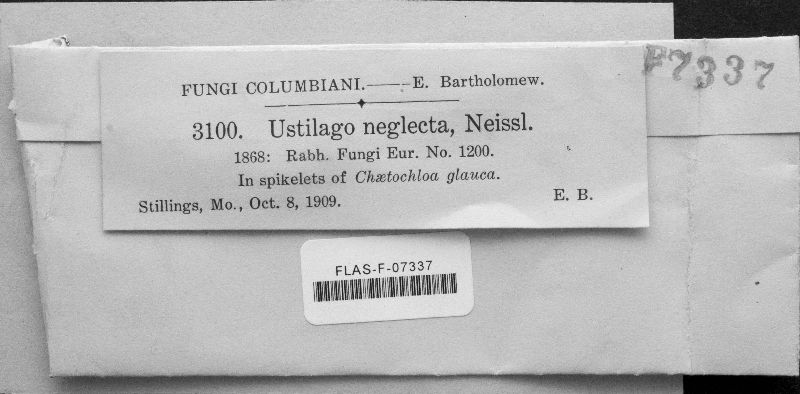 F7337
FUNGI COLUMBIANI.——E. Bartholomew.
3100. Ustilago neglecta, Neissl.
1868: Rabh. Fungi Eur. No. 1200.
In spikelets of Chætochloa glauca.
Stillings, Mo., Oct. 8, 1909. E. B.
FLAS-F-07337